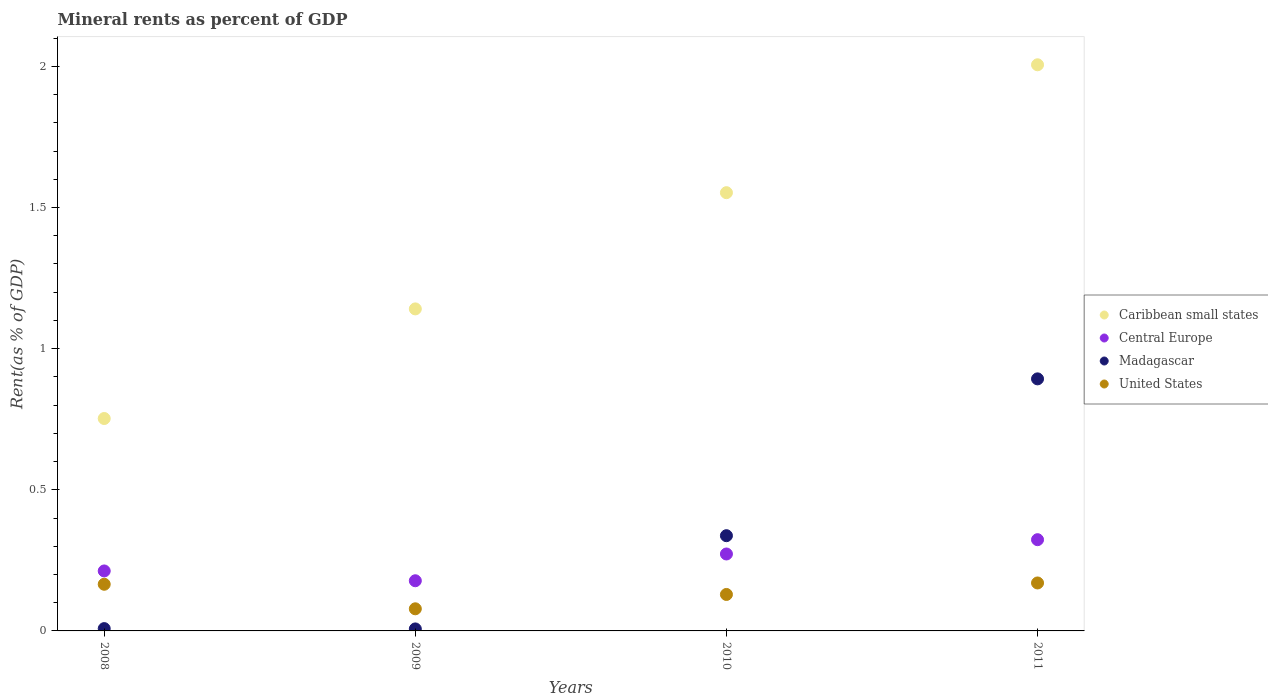 Mineral rents as percent of GDP
Rent(as % of GDP)
2
1.5
1
0.5
0
2008
2009
2010
2011
Years
Caribbean small states
Central Europe
Madagascar
United States